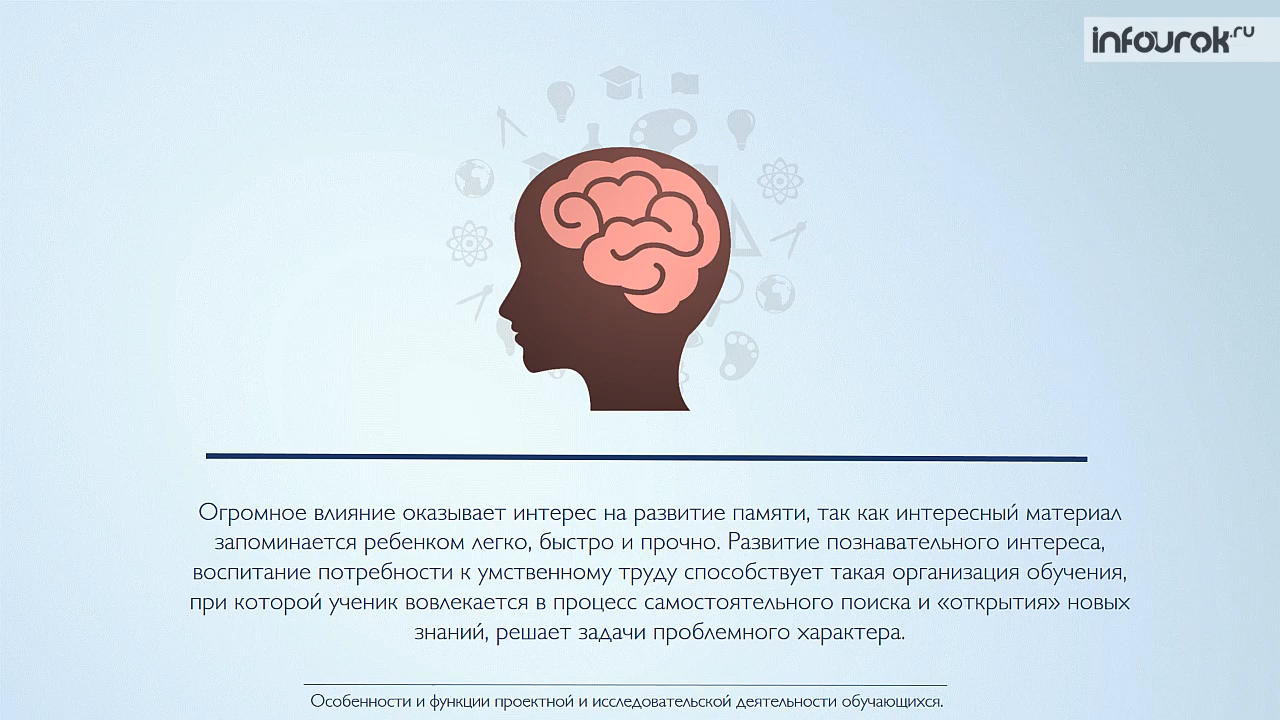 infourok.ru
Огромное влияние оказывает интерес на развитие памяти, так как интересный материал
запоминается ребенком легко, быстро и прочно. Развитие познавательного интереса,
воспитание потребности к умственному труду способствует такая организация обучения,
при которой ученик вовлекается в процесс самостоятельного поиска и «открытия» новых
знаний, решает задачи проблемного характера.
Особенности и функции проектной и исследовательской деятельности обучающихся.